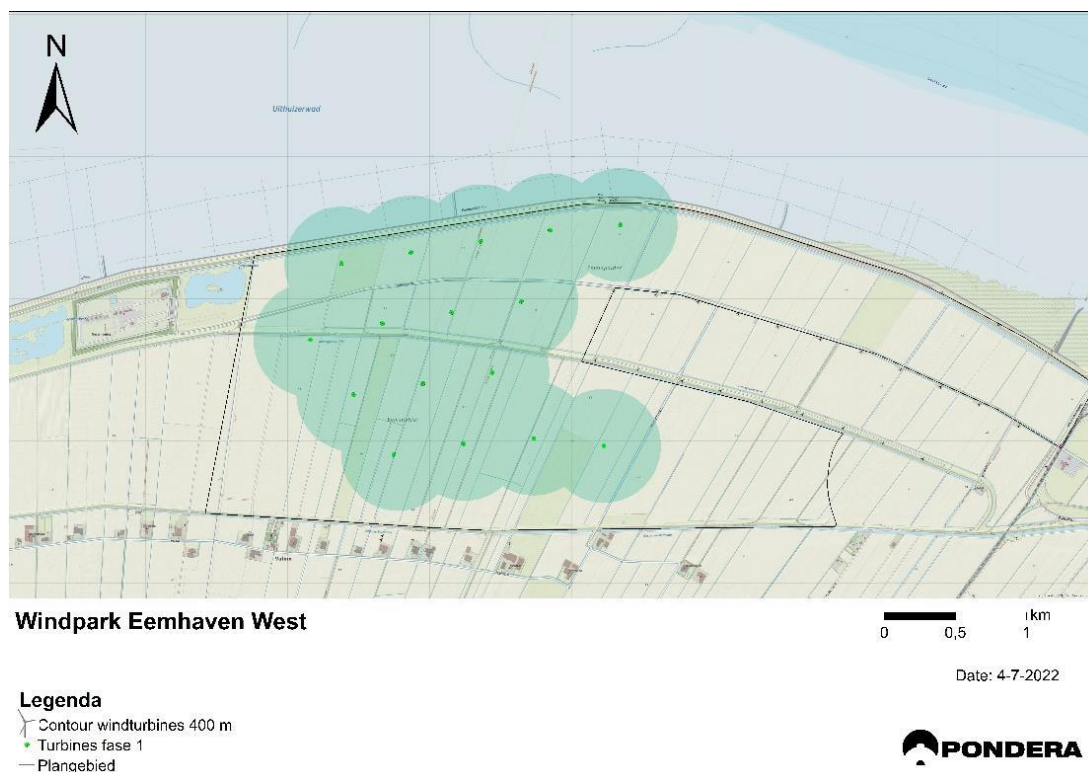 N
Uithuizerwad
Windpark Eemhaven West
km
0 0,5 1
Date: 4-7-2022
Legenda
Contour windturbines 400 m
Turbines fase 1
Plangebied
PONDERA